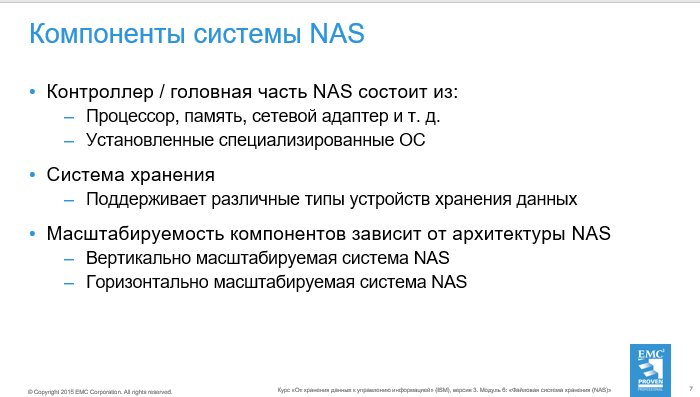 Компоненты системы NAS
• Контроллер / головная часть NAS состоит из:
– Процессор, память, сетевой адаптер и т. д.
– Установленные специализированные ОС
• Система хранения
– Поддерживает различные типы устройств хранения данных
• Масштабируемость компонентов зависит от архитектуры NAS
– Вертикально масштабируемая система NAS
– Горизонтально масштабируемая система NAS
EMC²
PROVEN
PROFESSIONAL
© Copyright 2015 EMC Corporation. All rights reserved.
Курс «От хранения данных к управлению информацией» (ISM), версия 3. Модуль 6: «Файловая система хранения (NAS)»
7